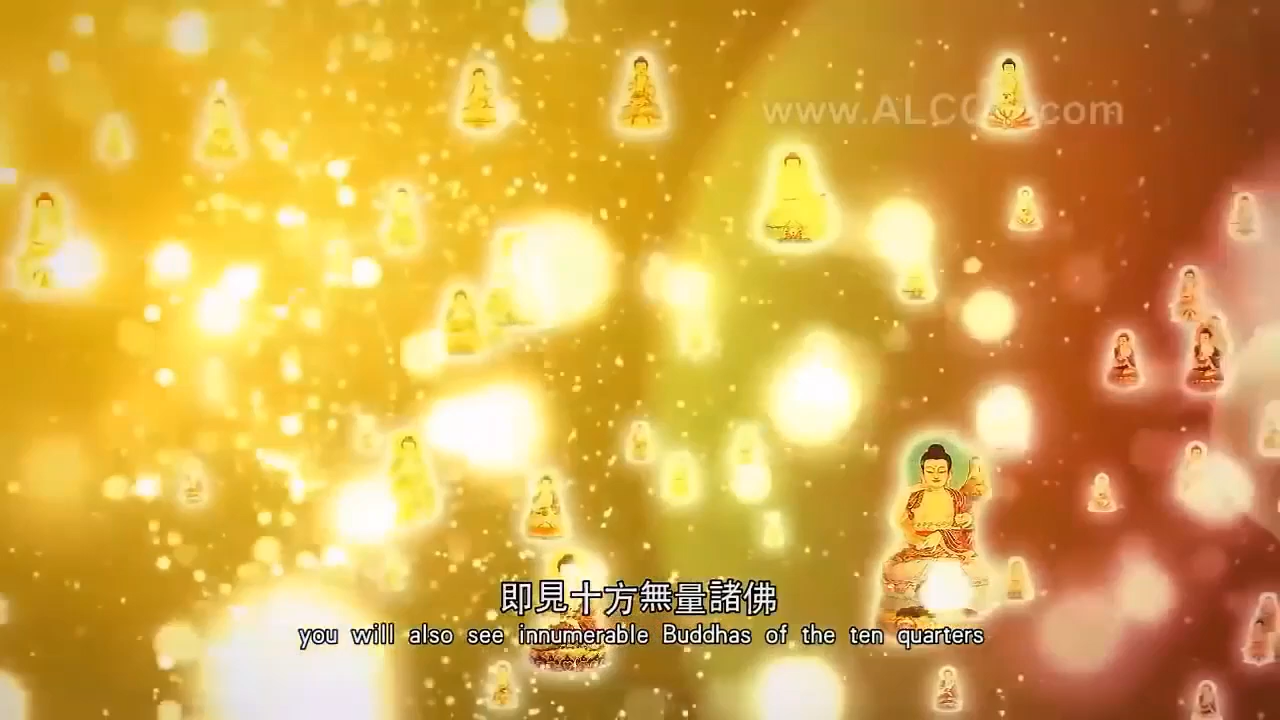 即見十方無量諸佛
you will also see innumerable Buddhas of the ten quarters